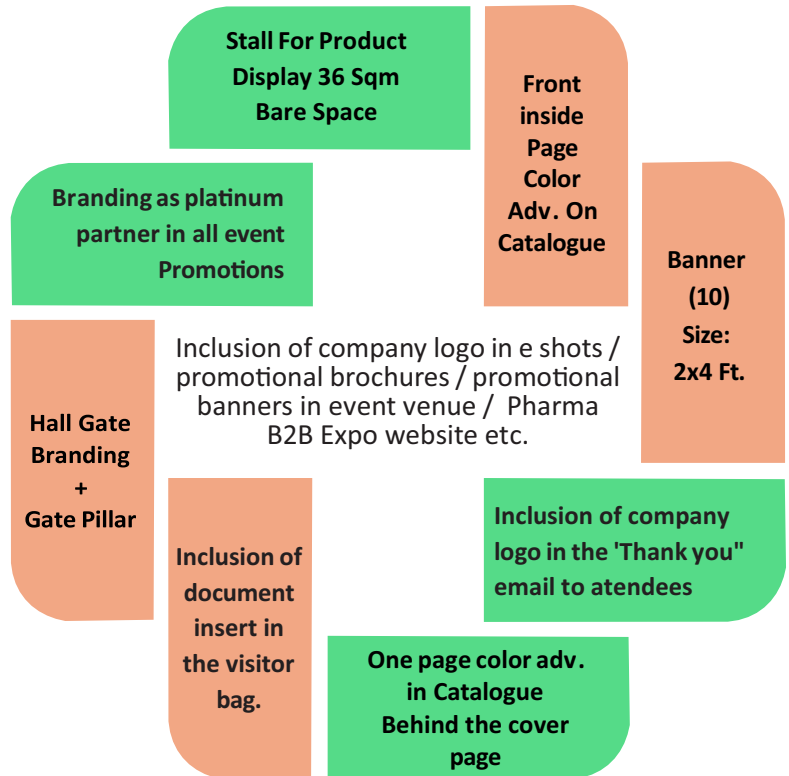 Stall For Product
Display 36 Sqm
Bare Space
Front
inside
Page
Color
Adv. On
Catalogue
Branding as platinum
partner in all event
Promotions
Banner
(10)
Size:
2x4 Ft.
Inclusion of company logo in e shots /
promotional brochures / promotional
banners in event venue / Pharma
B2B Expo website etc.
Hall Gate
Branding
+
Gate Pillar
Inclusion of company
logo in the 'Thank you"
email to atendees
Inclusion of
document
insert in
the visitor
bag.
One page color adv.
in Catalogue
Behind the cover
page